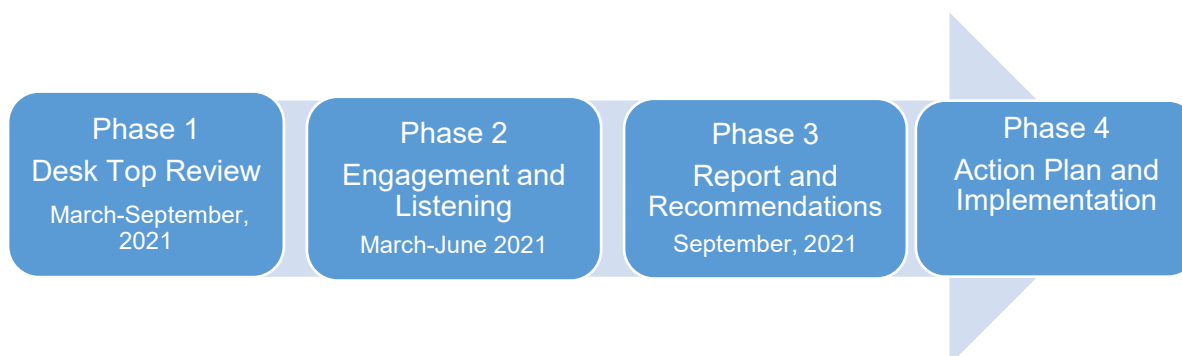 Phase 1
Desk Top Review
March-September,
2021
Phase 2
Engagement and
Listening
March-June 2021
Phase 3
Report and
Recommendations
September, 2021
Phase 4
Action Plan and
Implementation